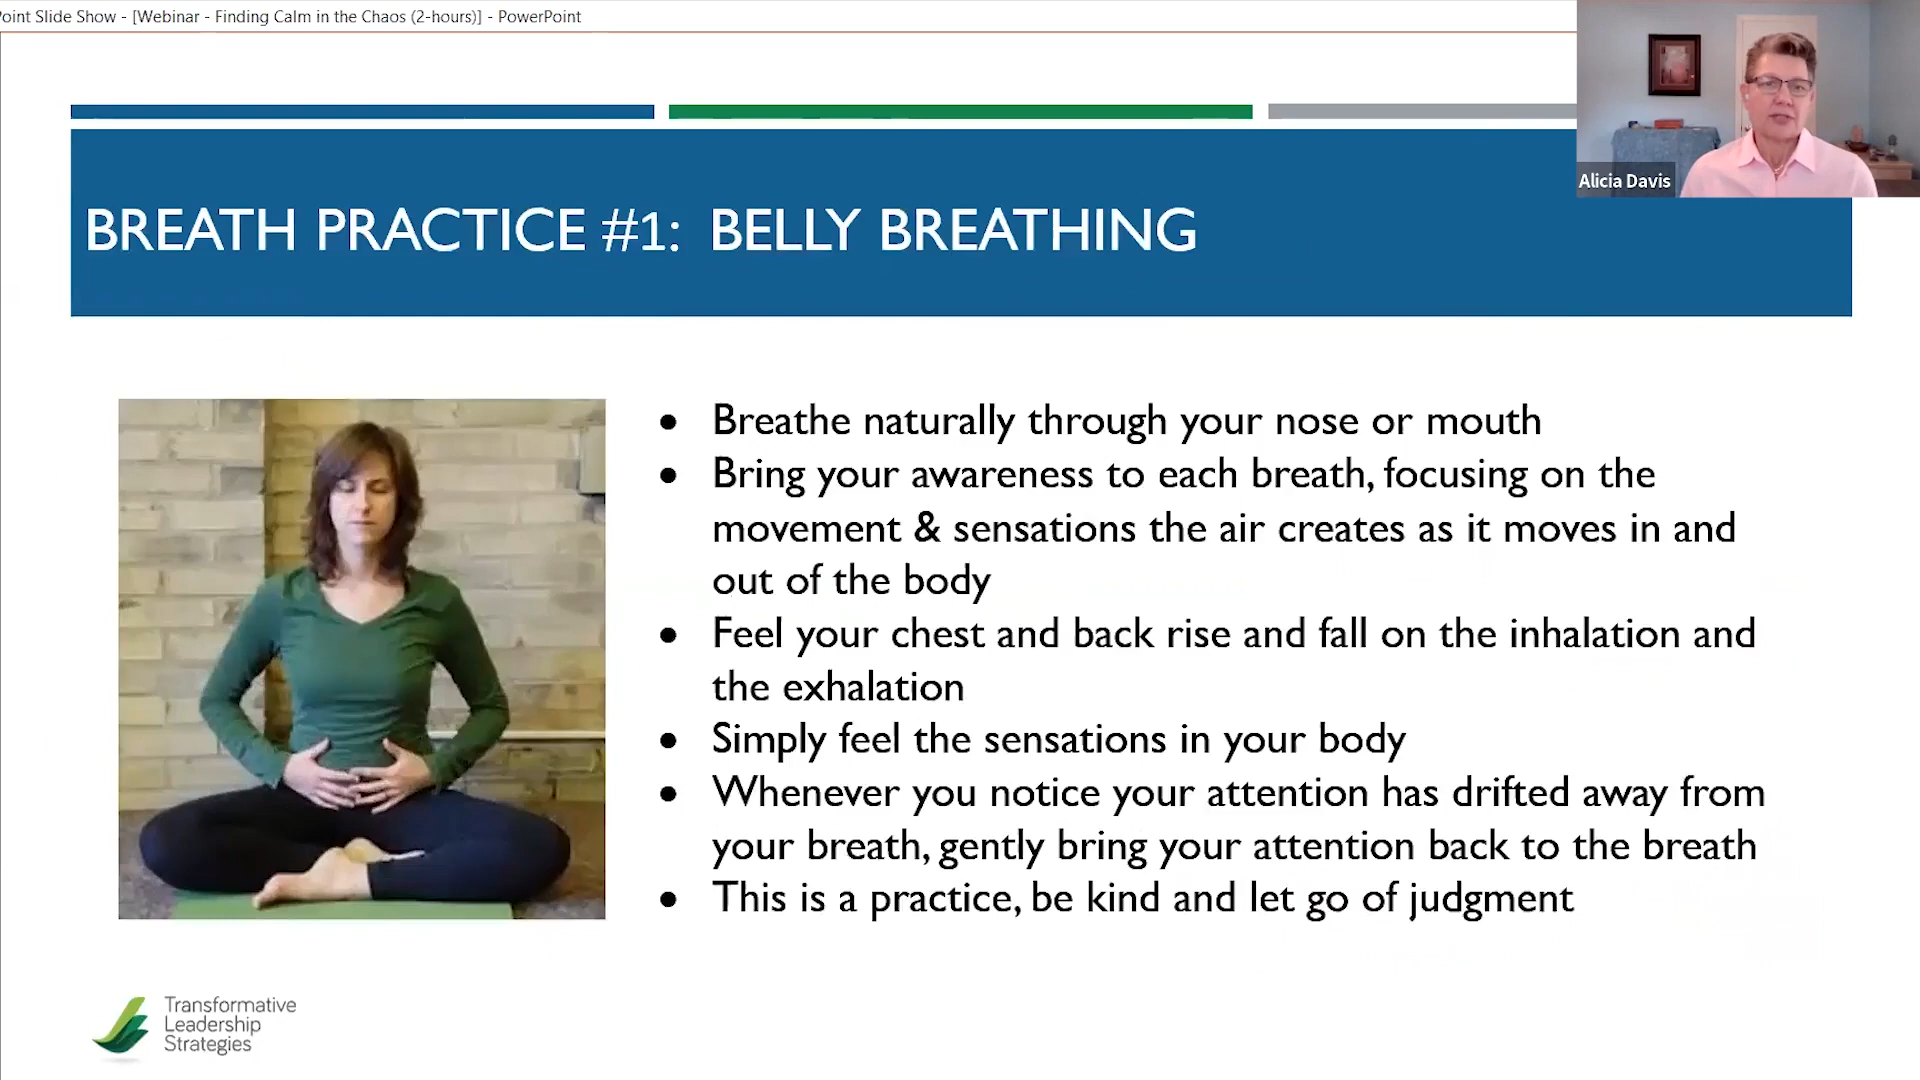 Point Slide Show - [Webinar - Finding Calm in the Chaos (2-hours)] - PowerPoint
Alicia Davis
BREATH PRACTICE #1: BELLY BREATHING
• Breathe naturally through your nose or mouth
• Bring your awareness to each breath, focusing on the
movement & sensations the air creates as it moves in and
out of the body
• Feel your chest and back rise and fall on the inhalation and
the exhalation
• Simply feel the sensations in your body
• Whenever you notice your attention has drifted away from
your breath, gently bring your attention back to the breath
• This is a practice, be kind and let go of judgment
Transformative
Leadership
Strategies